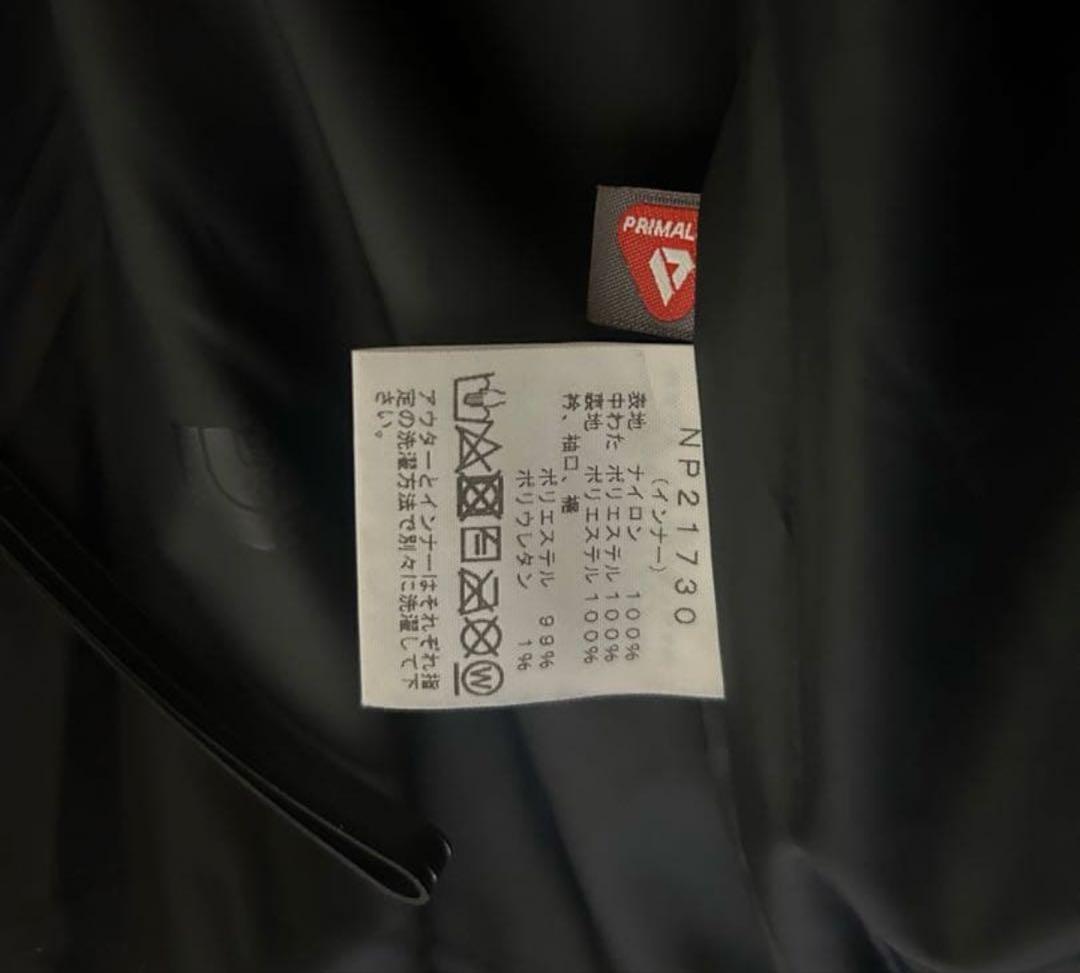 PRIMAL
NP21730
(インナー)
表地 ナイロン 100%
中わた ポリエステル 100%
裏地 ポリエステル 100%
衿、袖口、裾
ポリエステル 99%
ポリウレタン 1%
W
アウターとインナーはそれぞれ指
定の洗濯方法で別々に洗濯して下
さい。